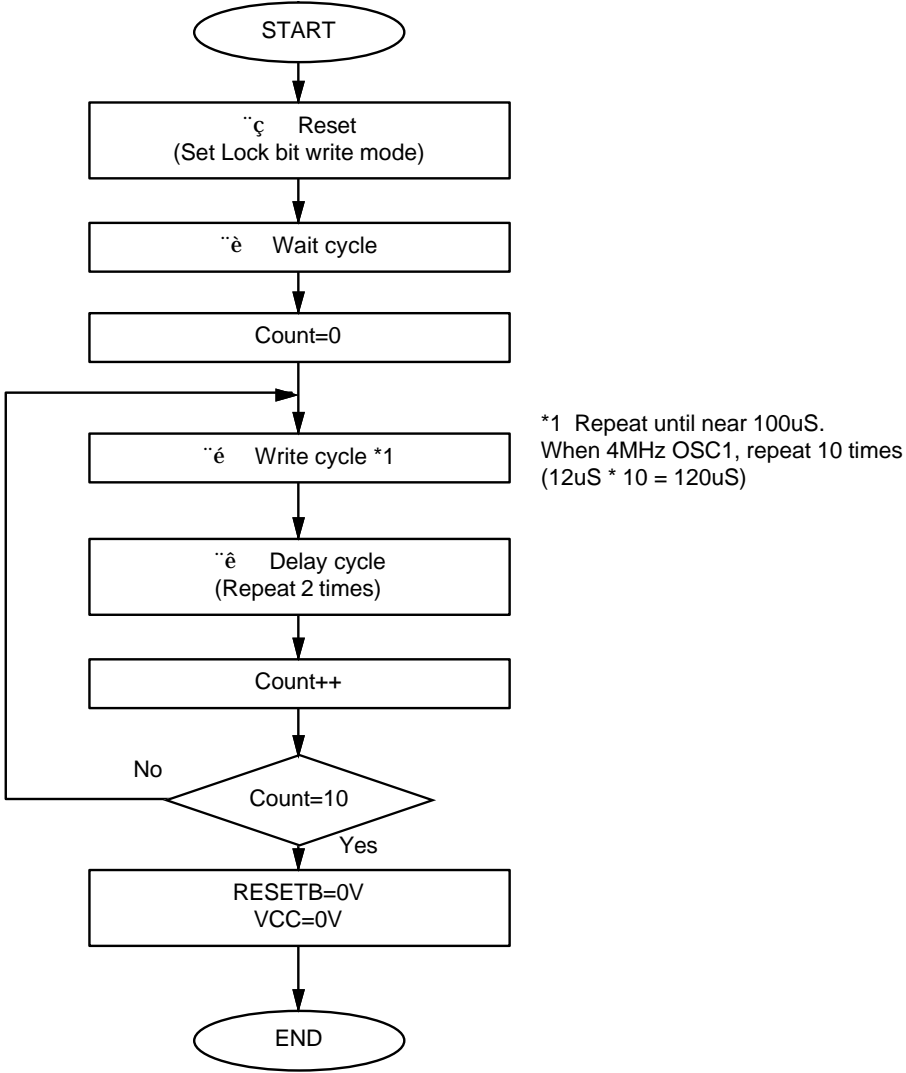 START
¨ç Reset
(Set Lock bit write mode)
¨è Wait cycle
Count=0
¨é Write cycle *1
*1 Repeat until near 100uS.
When 4MHz OSC1, repeat 10 times
(12uS * 10 = 120uS)
¨ê Delay cycle
(Repeat 2 times)
Count++
No
Count=10
Yes
RESETB=0V
VCC=0V
END